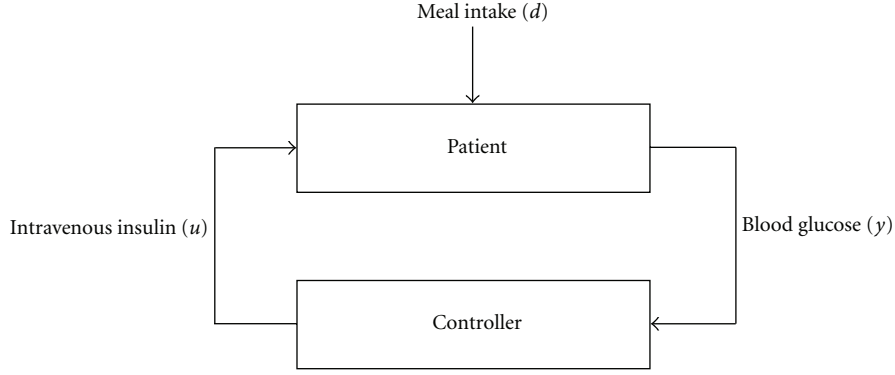 Meal intake (d)
Patient
Intravenous insulin (u)
Blood glucose (y)
Controller